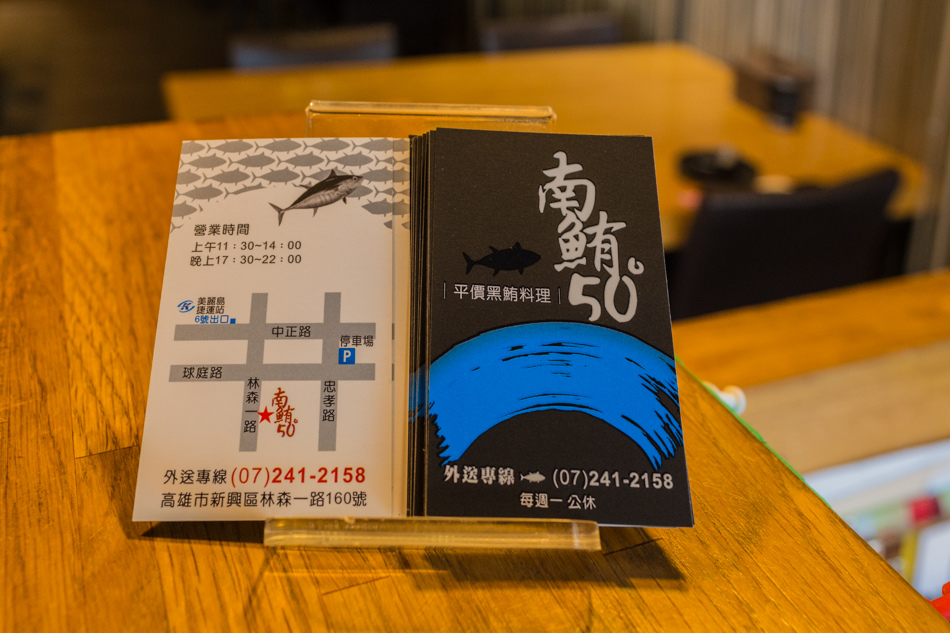 營業時間
上午11：30~14：00
晚上17：30~22：00
美麗島
捷運站
6號出口
中正路
停車場
P
球庭路
林森一路
忠孝路
南鮪50
外送專線(07)241-2158
高雄市新興區林森一路160號
南鮪50
平價黑鮪料理
外送專線 (07)241-2158
每週一 公休